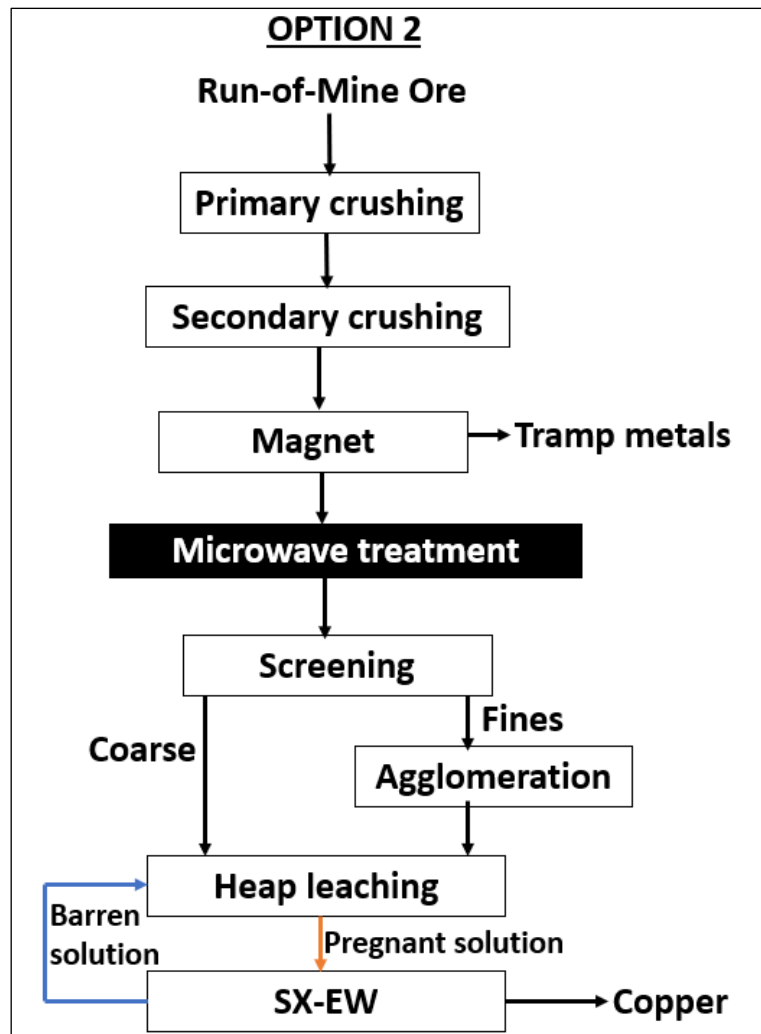 OPTION 2
Run-of-Mine Ore
Primary crushing
Secondary crushing
Magnet
Tramp metals
Microwave treatment
Screening
Coarse
Fines
Agglomeration
Heap leaching
Barren
solution
Pregnant solution
SX-EW
Copper